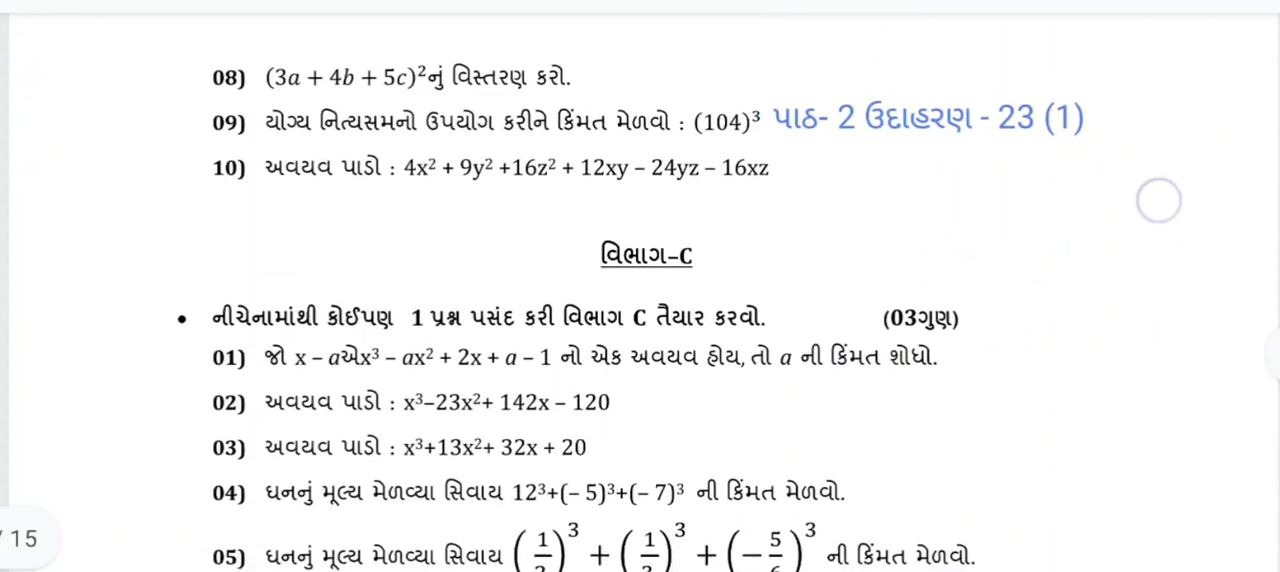 08) (3a + 4b + 5c)²નું વિસ્તરણ કરો.
09) યોગ્ય નિત્યસમનો ઉપયોગ કરીને કિંમત મેળવો : (104)³ પાઠ- 2 ઉદાહરણ - 23 (1)
10) અવયવ પાડો : 4x² + 9y² +16z² + 12xy – 24yz – 16xz
વિભાગ–C
• નીચેનામાંથી કોઈપણ 1 પ્રશ્ન પસંદ કરી વિભાગ C તૈયાર કરવો. (03ગુણ)
01) જો x – aએx³ – ax² + 2x + a – 1 નો એક અવયવ હોય, તો a ની કિંમત શોધો.
02) અવયવ પાડો : x³–23x²+ 142x – 120
03) અવયવ પાડો : x³+13x²+ 32x + 20
04) ઘનનું મૂલ્ય મેળવ્યા સિવાય 12³+(– 5)³+(– 7)³ ની કિંમત મેળવો.
/ 15
05) ઘનનું મૂલ્ય મેળવ્યા સિવાય ની કિંમત મેળવો.